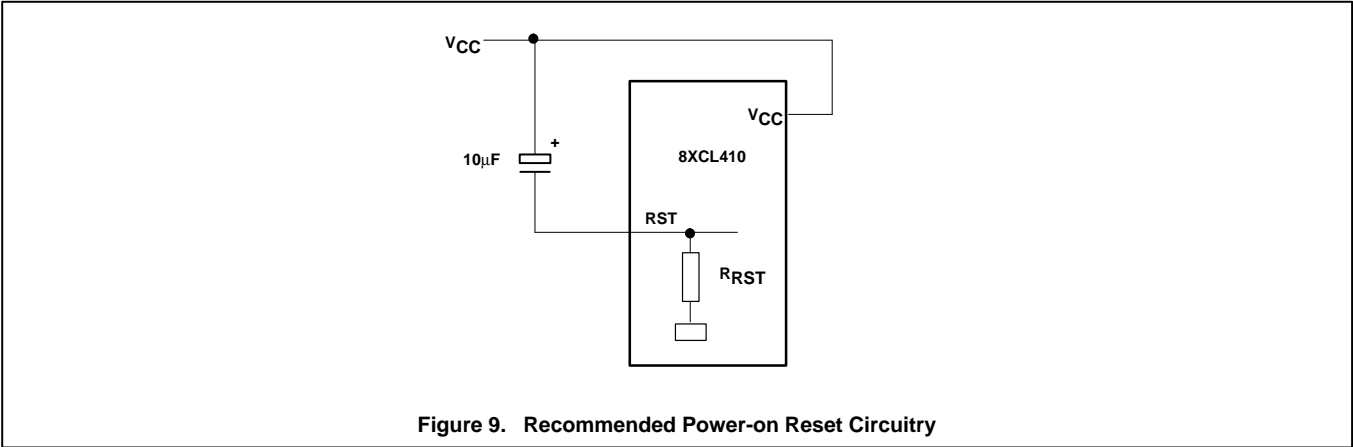 VCC
VCC
+
10μF
8XCL410
RST
RRST
Figure 9. Recommended Power-on Reset Circuitry